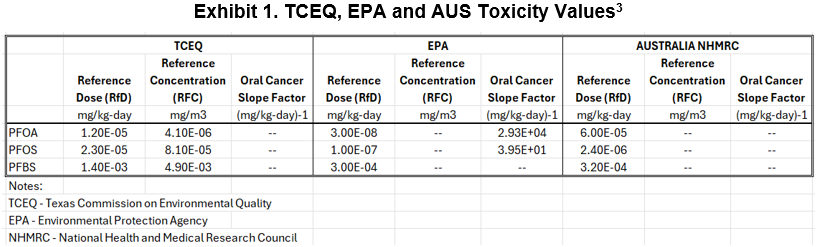 Exhibit 1. TCEQ, EPA and AUS Toxicity Values3
TCEQ EPA AUSTRALIA NHMRC
Reference Dose (RfD) Reference Concentration (RFC) Oral Cancer Slope Factor Reference Dose (RfD) Reference Concentration (RFC) Oral Cancer Slope Factor Reference Dose (RfD) Reference Concentration (RFC) Oral Cancer Slope Factor
mg/kg-day mg/m3 (mg/kg-day)-1 mg/kg-day mg/m3 (mg/kg-day)-1 mg/kg-day mg/m3 (mg/kg-day)-1
PFOA 1.20E-05 4.10E-06 -- 3.00E-08 -- 2.93E+04 6.00E-05 -- --
PFOS 2.30E-05 8.10E-05 -- 1.00E-07 -- 3.95E+01 2.40E-06 -- --
PFBS 1.40E-03 4.90E-03 -- 3.00E-04 -- -- 3.20E-04 -- --
Notes:
TCEQ - Texas Commission on Environmental Quality
EPA - Environmental Protection Agency
NHMRC - National Health and Medical Research Council